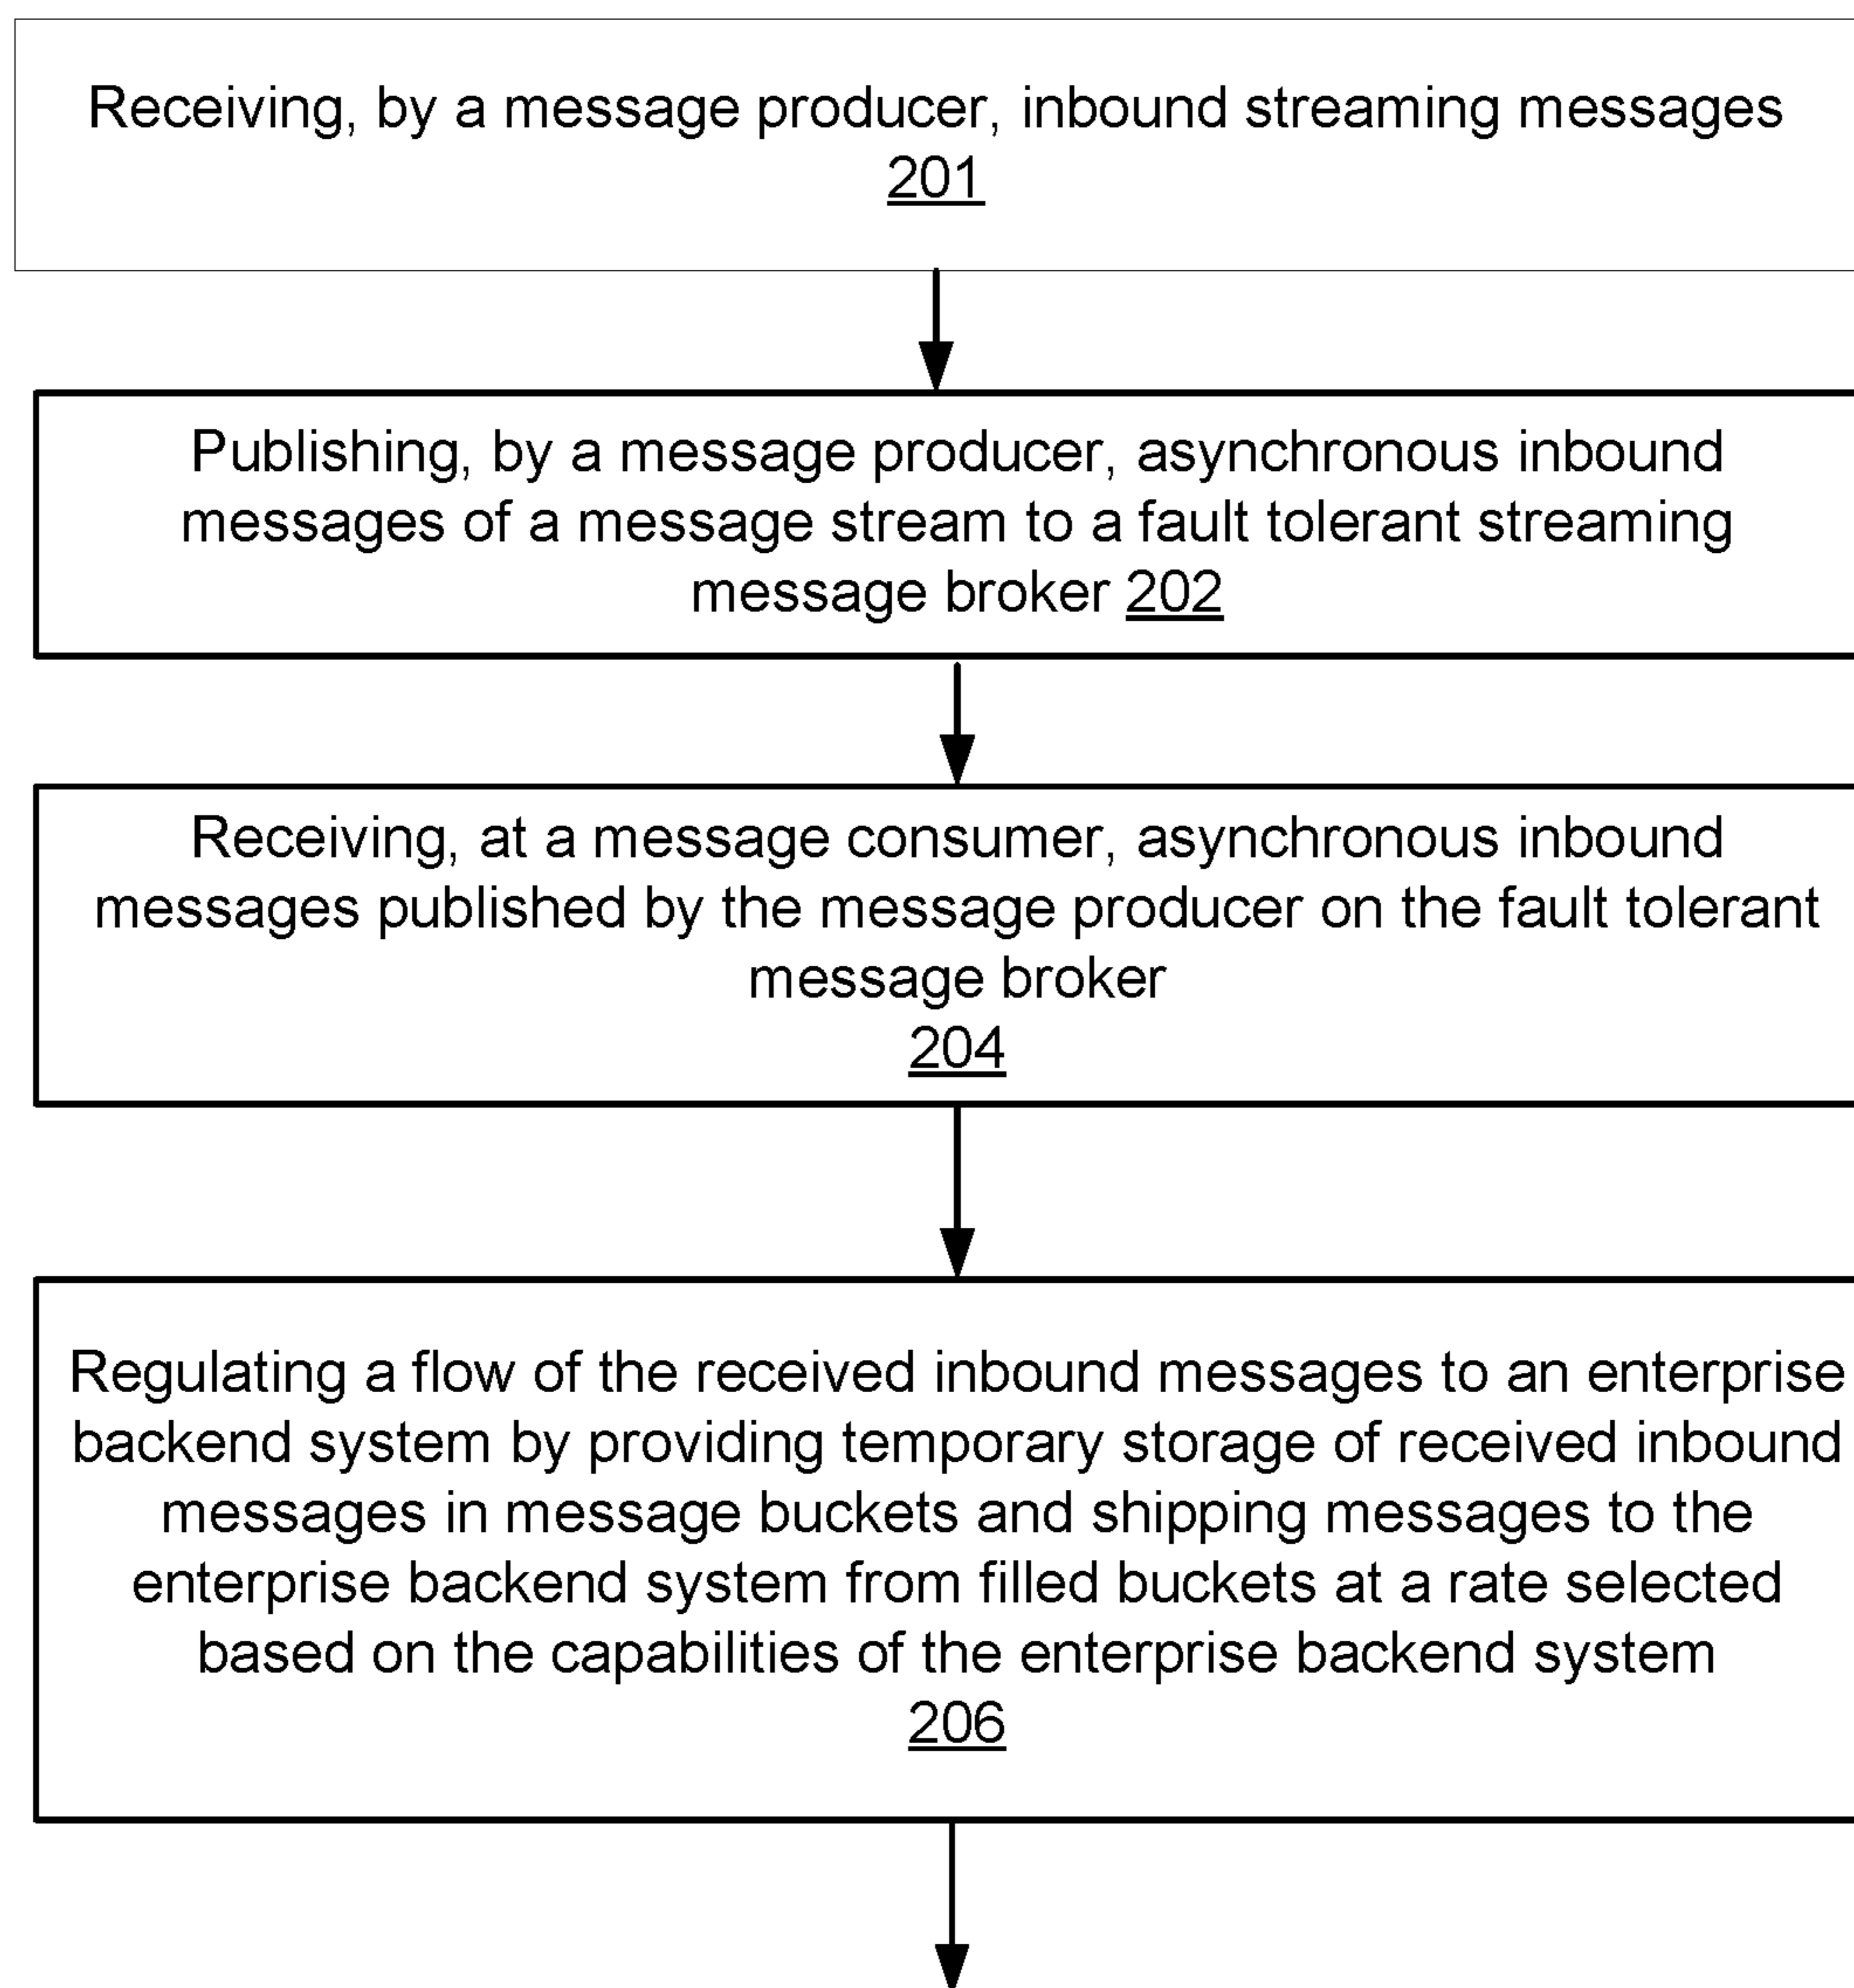 Receiving, by a message producer, inbound streaming messages
201
Publishing, by a message producer, asynchronous inbound
messages of a message stream to a fault tolerant streaming
message broker 202
Receiving, at a message consumer, asynchronous inbound
messages published by the message producer on the fault tolerant
message broker
204
Regulating a flow of the received inbound messages to an enterprise
backend system by providing temporary storage of received inbound
messages in message buckets and shipping messages to the
enterprise backend system from filled buckets at a rate selected
based on the capabilities of the enterprise backend system
206